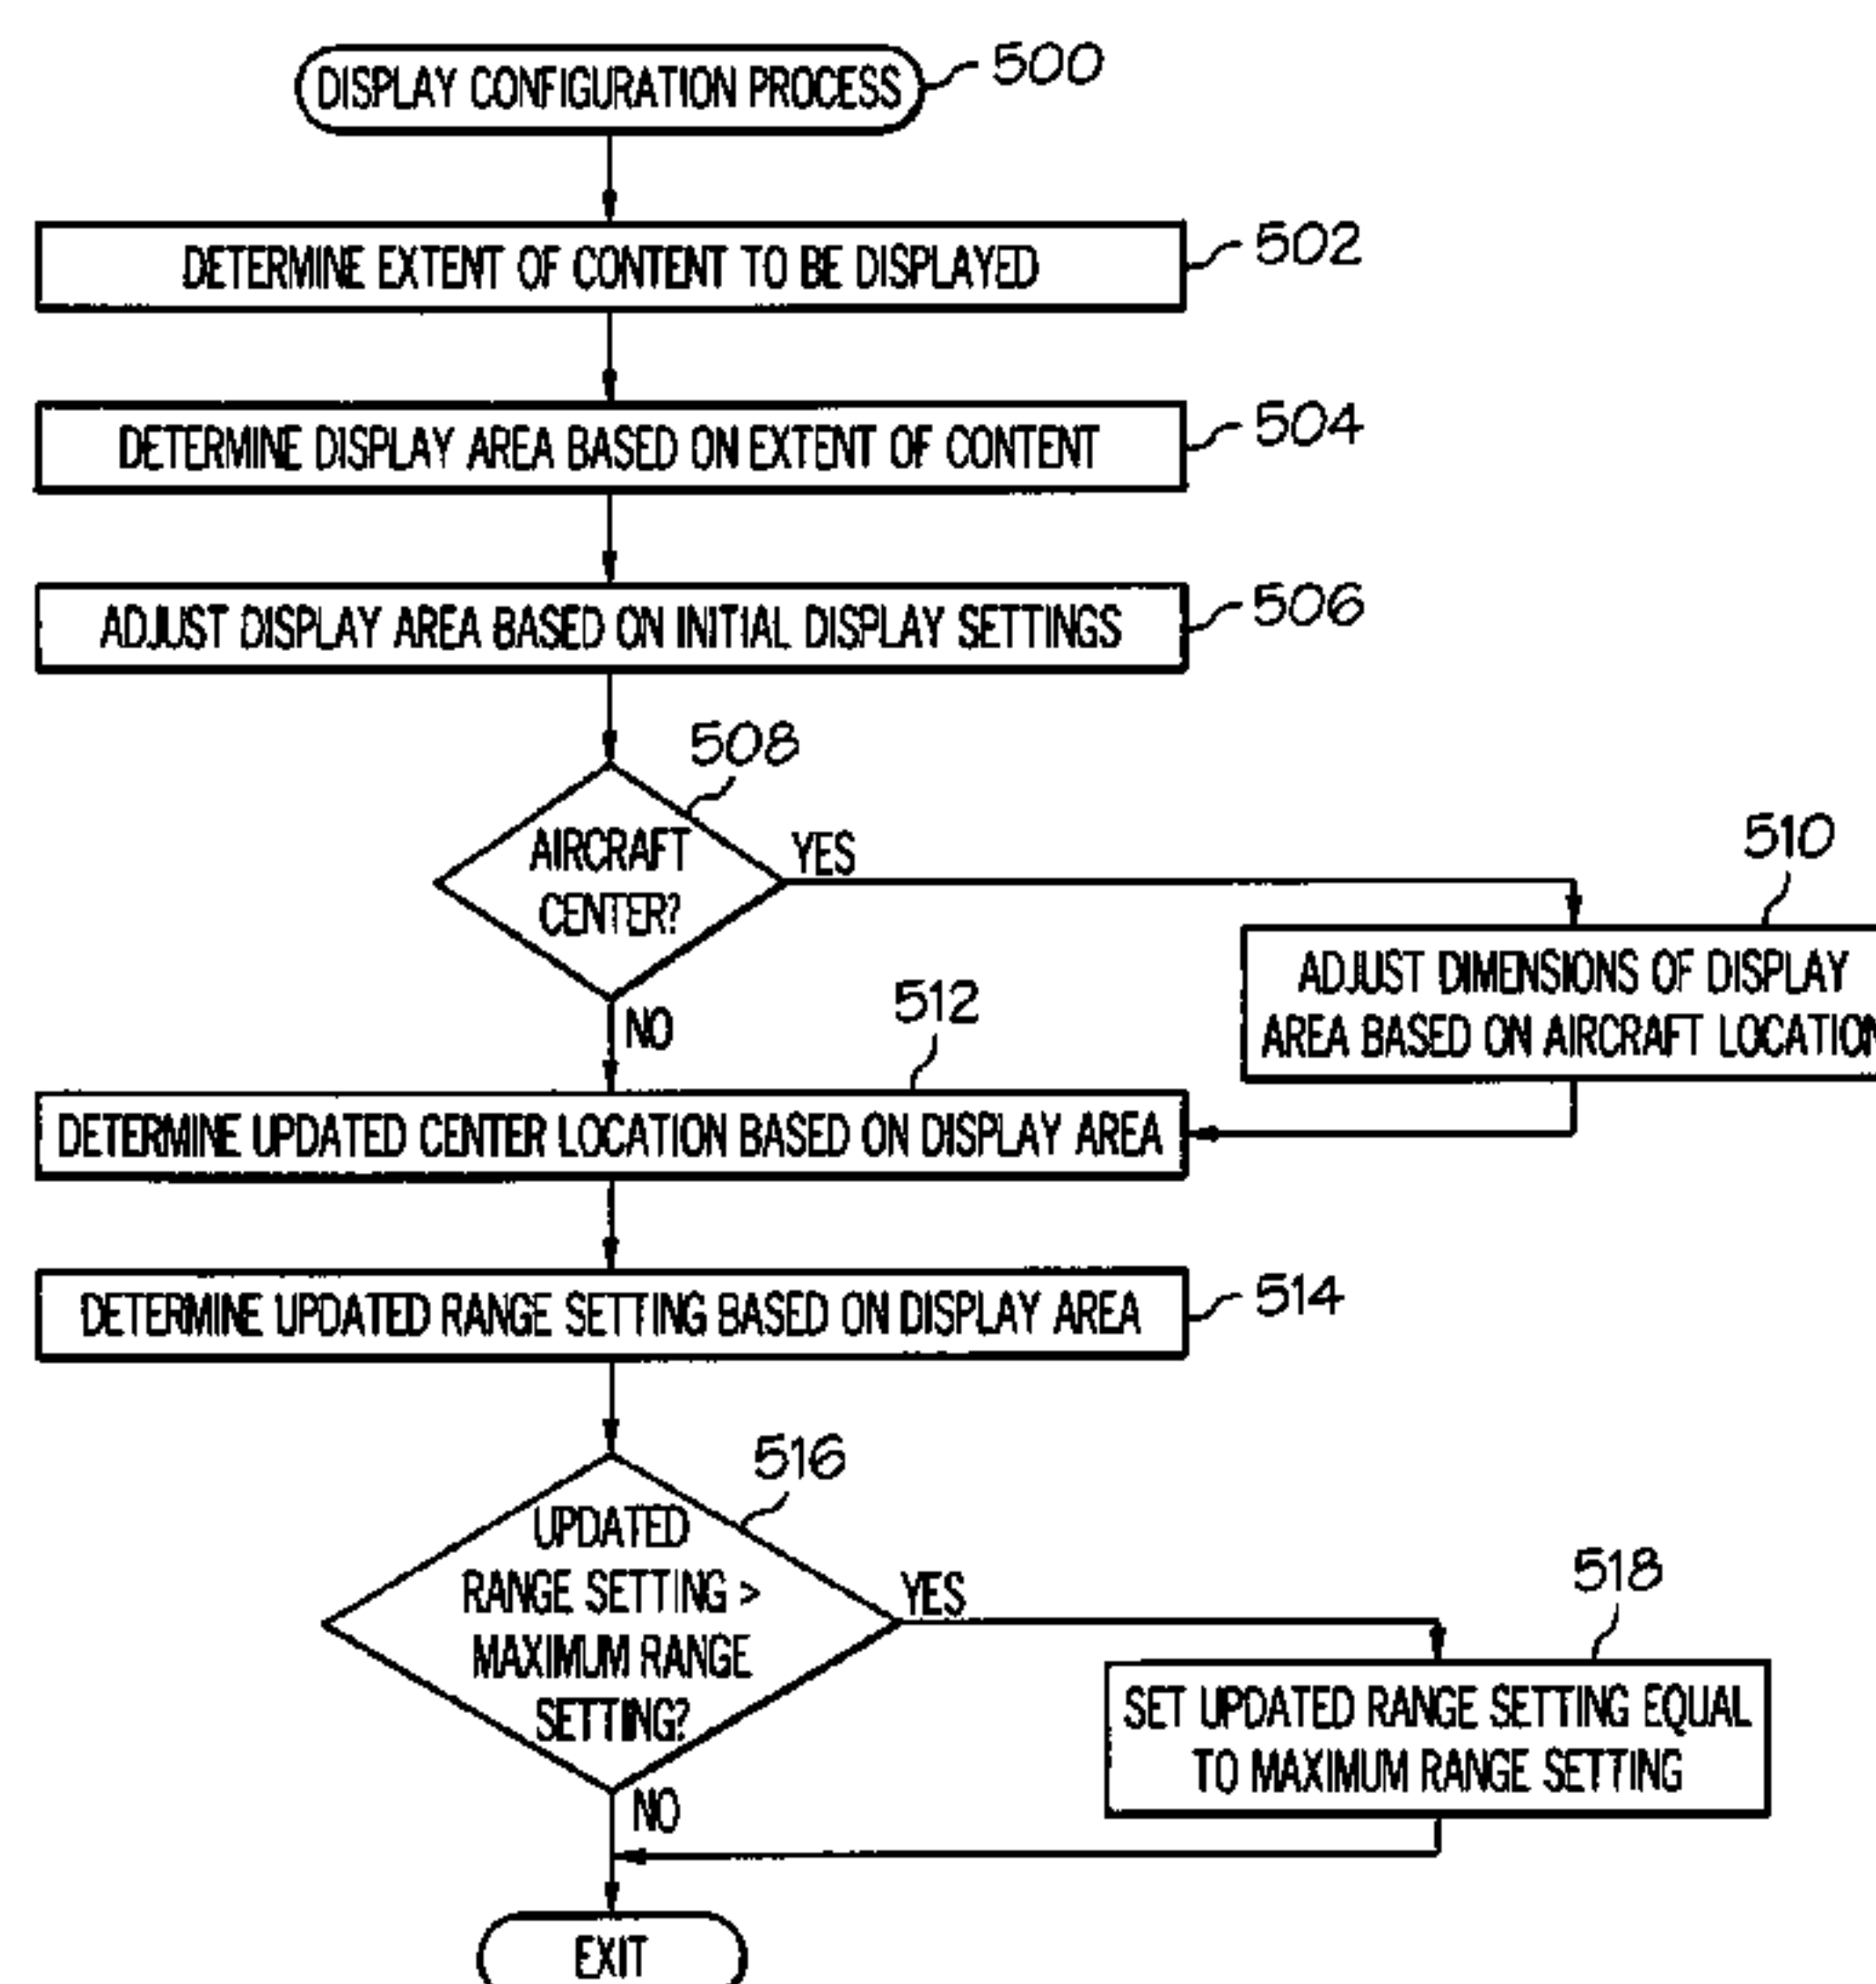 DISPLAY CONFIGURATION PROCESS
500
DETERMINE EXTENT OF CONTENT TO BE DISPLAYED
502
DETERMINE DISPLAY AREA BASED ON EXTENT OF CONTENT
504
ADJUST DISPLAY AREA BASED ON INITIAL DISPLAY SETTINGS
506
508
AIRCRAFT
CENTER?
YES
NO
510
ADJUST DIMENSIONS OF DISPLAY
AREA BASED ON AIRCRAFT LOCATION
512
DETERMINE UPDATED CENTER LOCATION BASED ON DISPLAY AREA
DETERMINE UPDATED RANGE SETTING BASED ON DISPLAY AREA
514
516
UPDATED
RANGE SETTING >
MAXIMUM RANGE
SETTING?
YES
NO
518
SET UPDATED RANGE SETTING EQUAL
TO MAXIMUM RANGE SETTING
EXIT